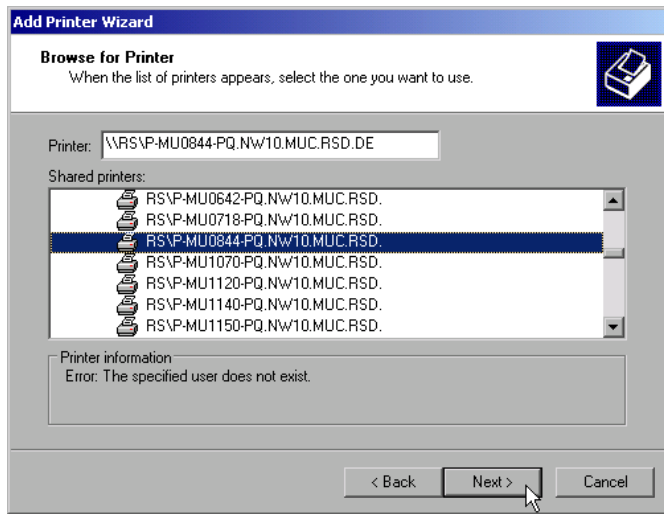 Add Printer Wizard
Browse for Printer
When the list of printers appears, select the one you want to use.
Printer: \\RS\P-MU0844-PQ.NW10.MUC.RSD.DE
Shared printers:
RS\P-MU0642-PQ.NW10.MUC.RSD.
RS\P-MU0718-PQ.NW10.MUC.RSD.
RS\P-MU0844-PQ.NW10.MUC.RSD.
RS\P-MU1070-PQ.NW10.MUC.RSD.
RS\P-MU1120-PQ.NW10.MUC.RSD.
RS\P-MU1140-PQ.NW10.MUC.RSD.
RS\P-MU1150-PQ.NW10.MUC.RSD.
Printer information
Error: The specified user does not exist.
< Back Next > Cancel